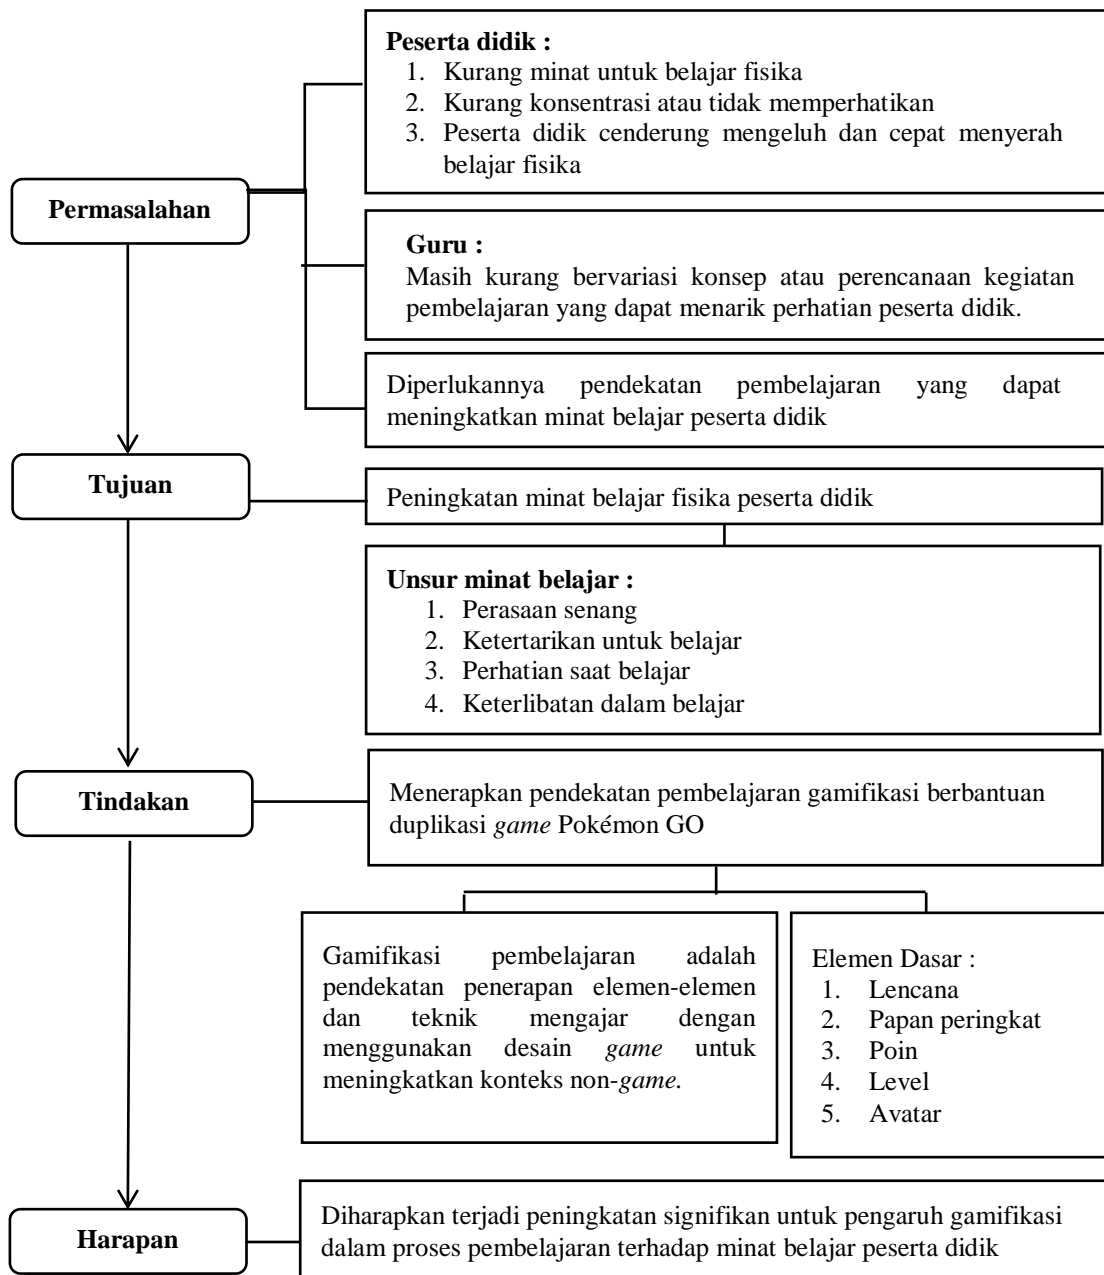 Peserta didik :
1. Kurang minat untuk belajar fisika
2. Kurang konsentrasi atau tidak memperhatikan
3. Peserta didik cenderung mengeluh dan cepat menyerah
belajar fisika
Permasalahan
Guru :
Masih kurang bervariasi konsep atau perencanaan kegiatan
pembelajaran yang dapat menarik perhatian peserta didik.
Diperlukannya pendekatan pembelajaran yang dapat
meningkatkan minat belajar peserta didik
Tujuan
Peningkatan minat belajar fisika peserta didik
Unsur minat belajar :
1. Perasaan senang
2. Ketertarikan untuk belajar
3. Perhatian saat belajar
4. Keterlibatan dalam belajar
Tindakan
Menerapkan pendekatan pembelajaran gamifikasi berbantuan
duplikasi game Pokémon GO
Gamifikasi pembelajaran adalah
pendekatan penerapan elemen-elemen
dan teknik mengajar dengan
menggunakan desain game untuk
meningkatkan konteks non-game.
Elemen Dasar :
1. Lencana
2. Papan peringkat
3. Poin
4. Level
5. Avatar
Harapan
Diharapkan terjadi peningkatan signifikan untuk pengaruh gamifikasi
dalam proses pembelajaran terhadap minat belajar peserta didik